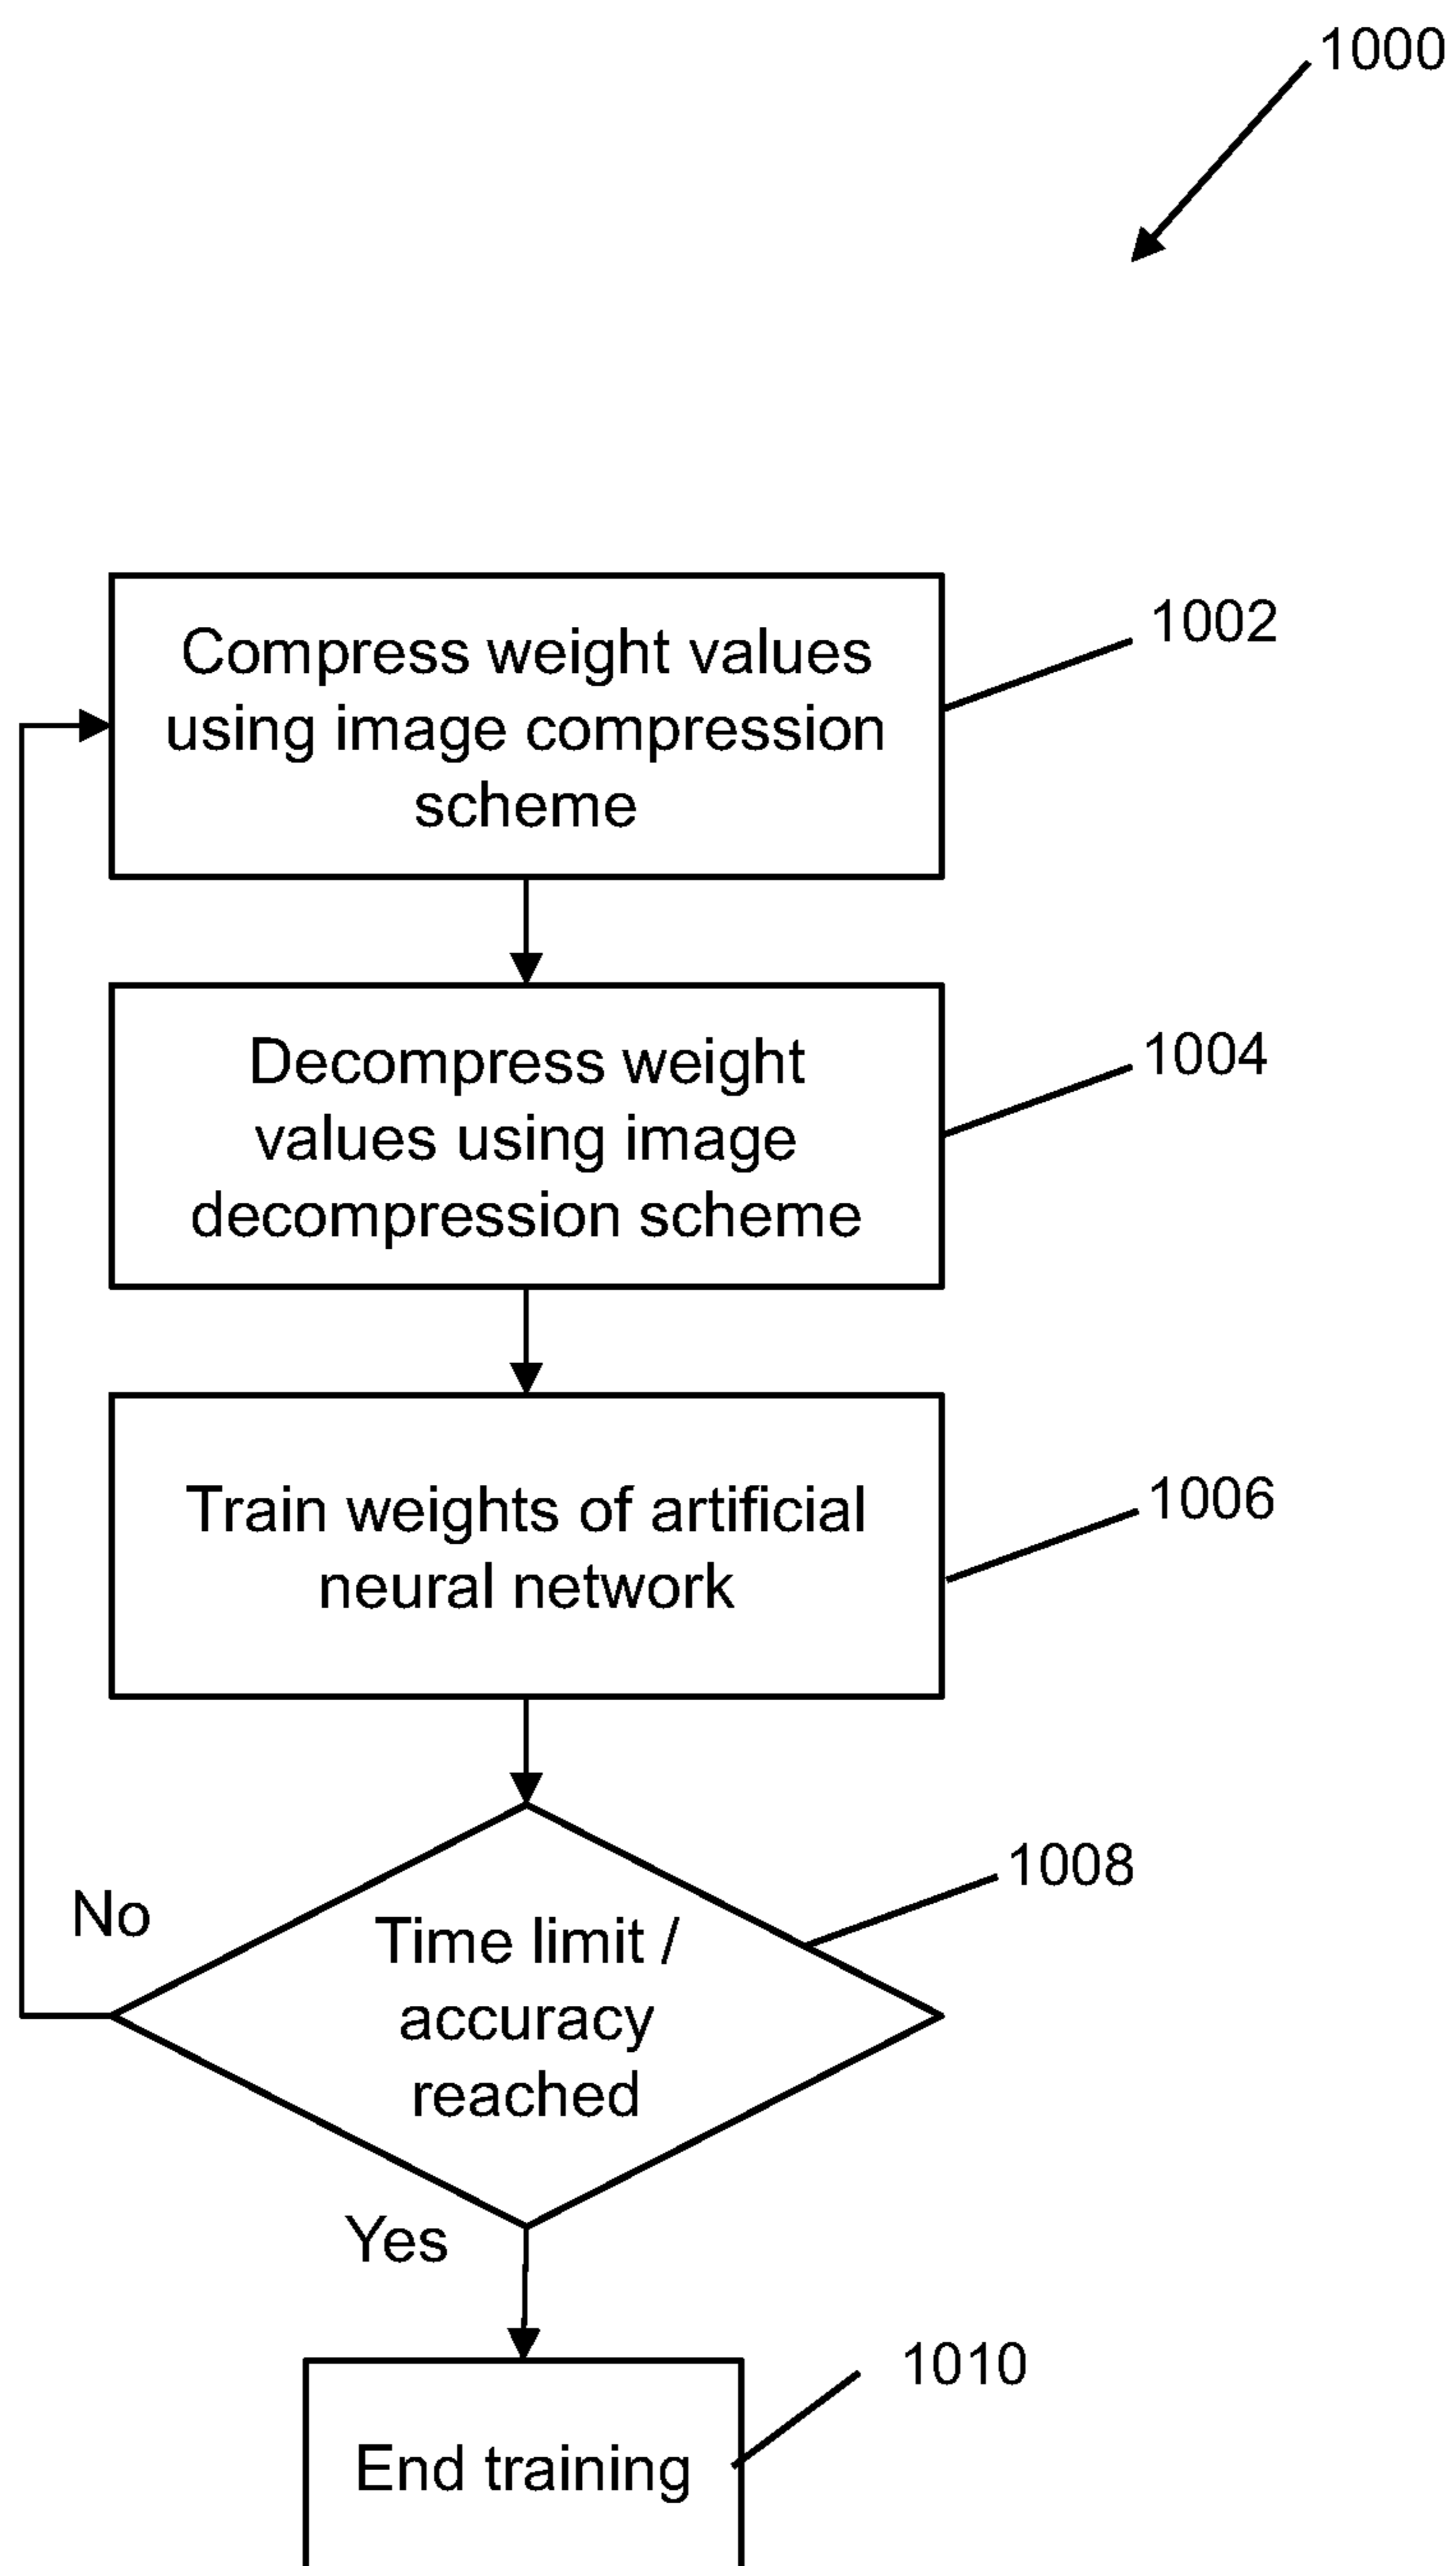 1000
Compress weight values
using image compression
scheme
1002
Decompress weight
values using image
decompression scheme
1004
Train weights of artificial
neural network
1006
Time limit /
accuracy
reached
1008
No
Yes
End training
1010